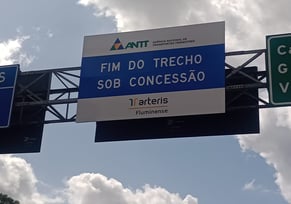 ANTT
AGÊNCIA NACIONAL DE
TRANSPORTES TERRESTRES
FIM DO TRECHO
SOB CONCESSÃO
arteris
Fluminense
S
C
G
V